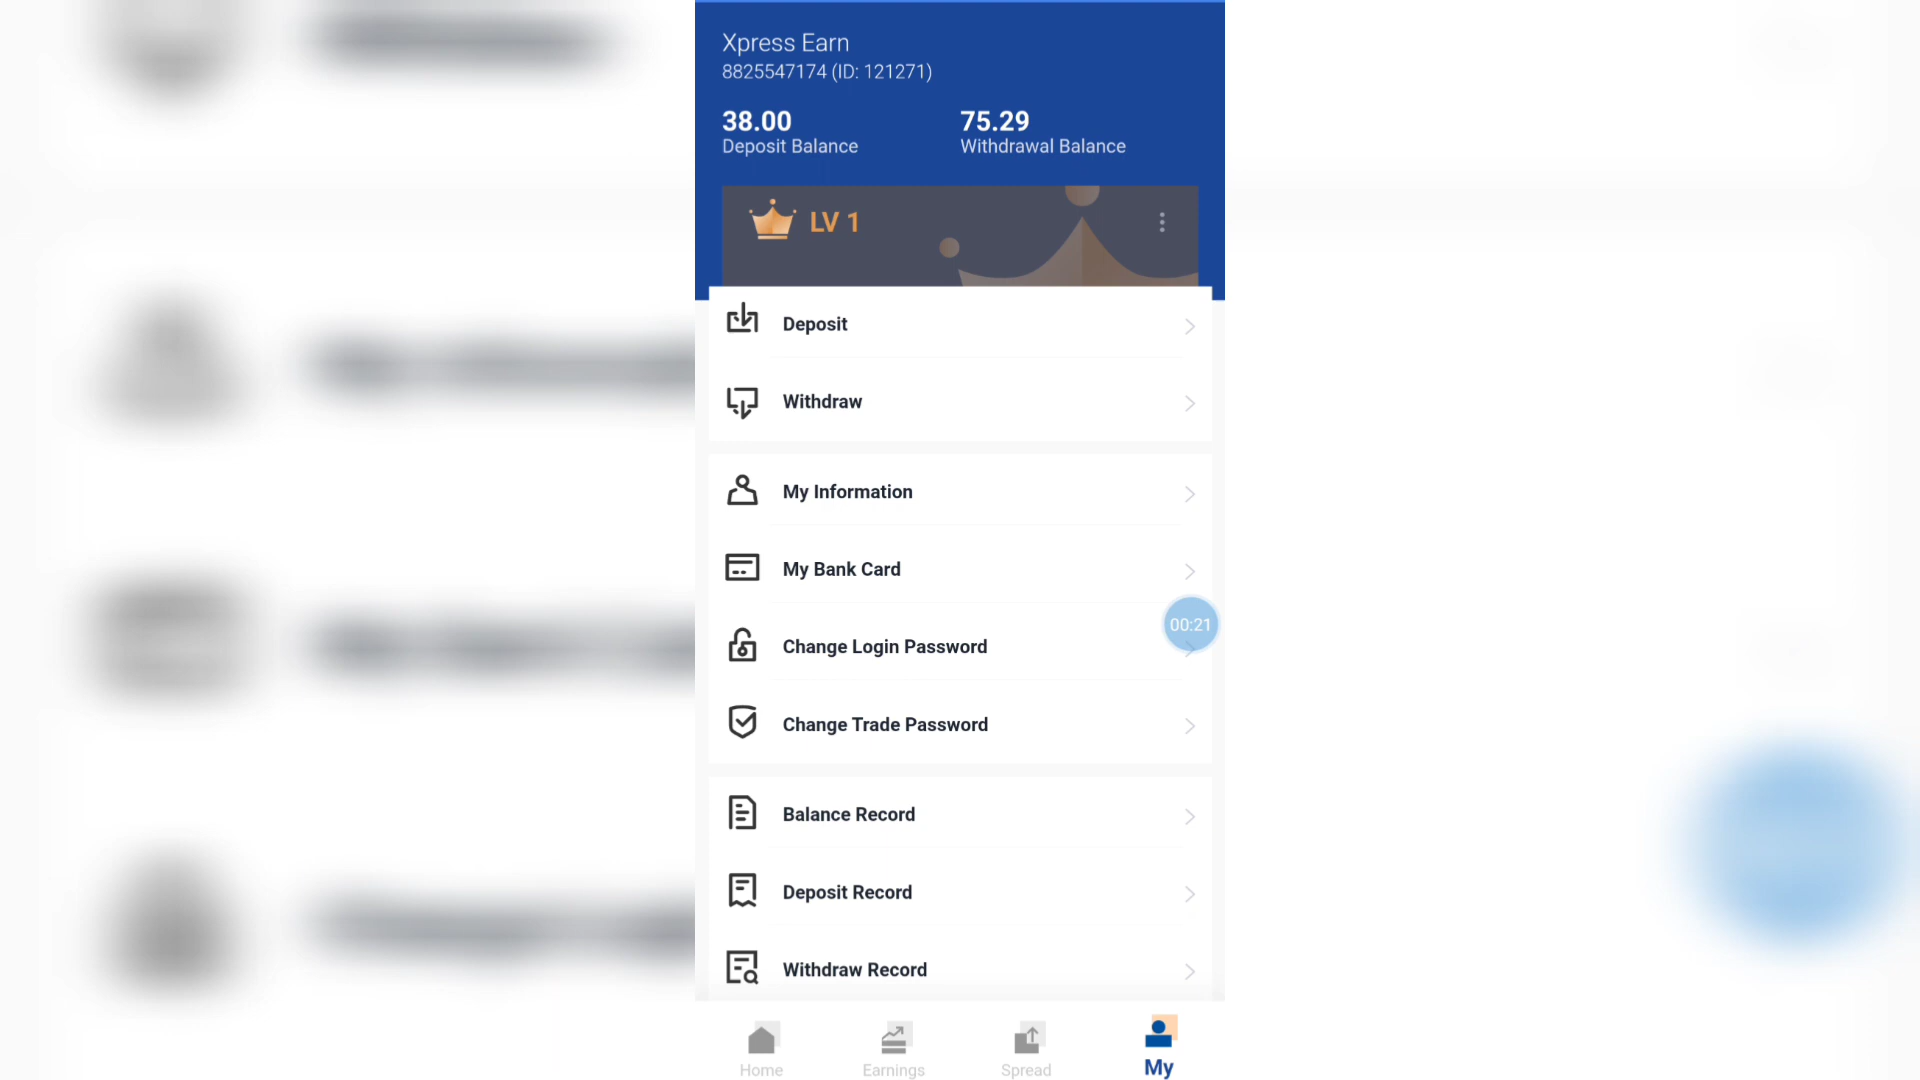 Xpress Earn
8825547174 (ID: 121271)
38.00
Deposit Balance
75.29
Withdrawal Balance
LV 1
Deposit
Withdraw
My Information
My Bank Card
00:21
Change Login Password
Change Trade Password
Balance Record
Deposit Record
Withdraw Record
Home
Earnings
Spread
My